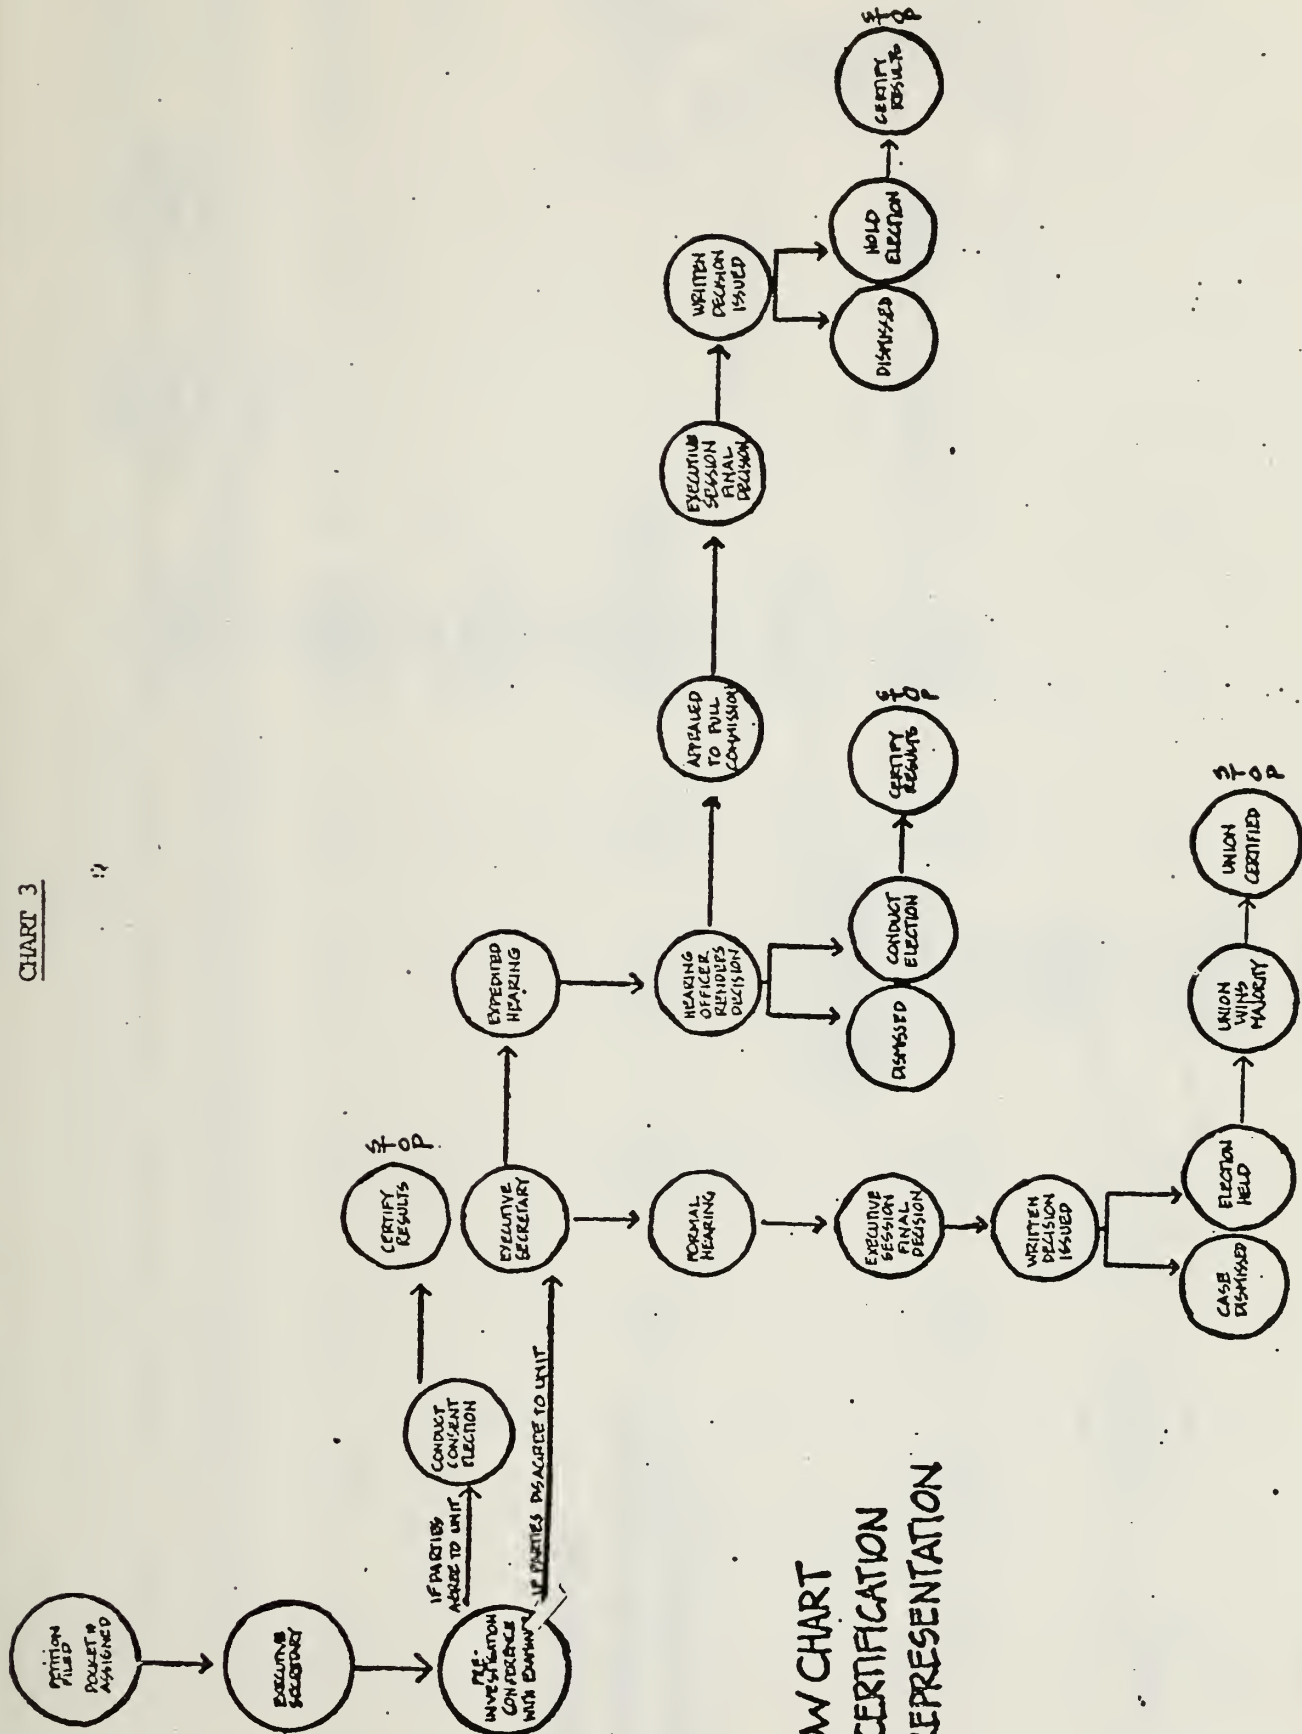 CHART 3
PETITION
FILED
DOCKET #
ASSIGNED
EXECUTIVE
SECRETARY
PRE-
INVESTIGATION
CONFERENCE
WITH
IF PARTIES
AGREE TO UNIT
CONDUCT
CONSENT
ELECTION
CERTIFY
RESULTS
STOP
IF PARTIES DISAGREE TO UNIT
EXECUTIVE
SECRETARY
EXPEDITED
HEARING
HEARING
OFFICER
RENDERS
DECISION
DISMISSED
CONDUCT
ELECTION
CERTIFY
RESULTS
STOP
APPEALED
TO FULL
COMMISSION
EXECUTIVE
SESSION
FINAL
DECISION
WRITTEN
DECISION
ISSUED
DISMISSED
HOLD
ELECTION
CERTIFY
RESULTS
STOP
FORMAL
HEARING
EXECUTIVE
SESSION
FINAL
DECISION
WRITTEN
DECISION
ISSUED
CASE
DISMISSED
ELECTION
HELD
UNION
WINS
MAJORITY
UNION
CERTIFIED
STOP
W CHART
CERTIFICATION
REPRESENTATION